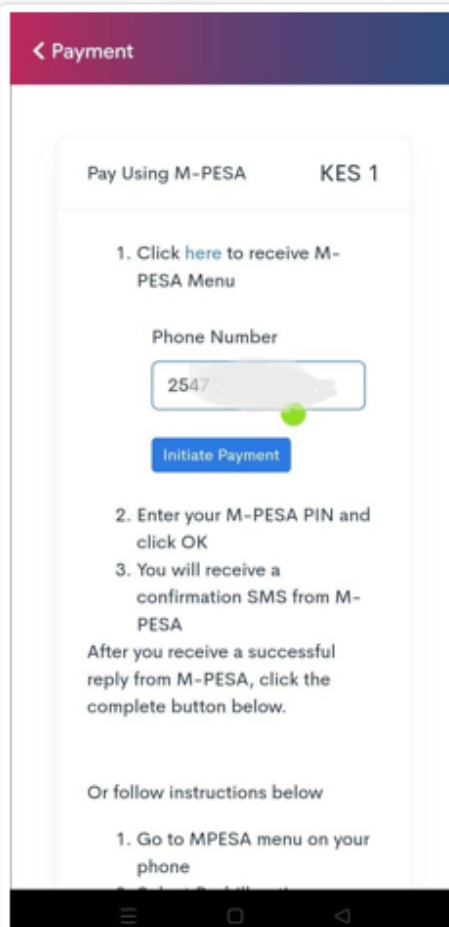 Payment
Pay Using M-PESA KES 1
1. Click here to receive M-
PESA Menu
Phone Number
2547
Initiate Payment
2. Enter your M-PESA PIN and
click OK
3. You will receive a
confirmation SMS from M-
PESA
After you receive a successful
reply from M-PESA, click the
complete button below.
Or follow instructions below
1. Go to MPESA menu on your
phone